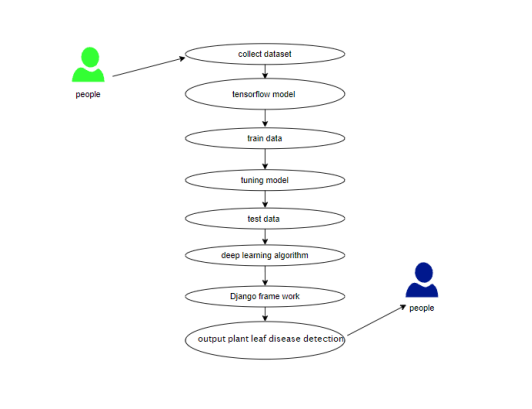 collect dataset
people
tensorflow model
train data
tuning model
test data
deep learning algorithm
Django frame work
people
output plant leaf disease detection